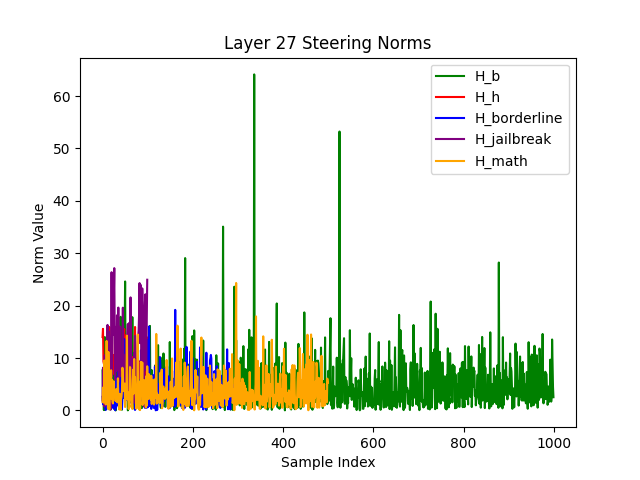 Layer 27 Steering Norms
H_b
H_h
H_borderline
H_jailbreak
H_math
Norm Value
60
50
40
30
20
10
0
0 200 400 600 800 1000
Sample Index